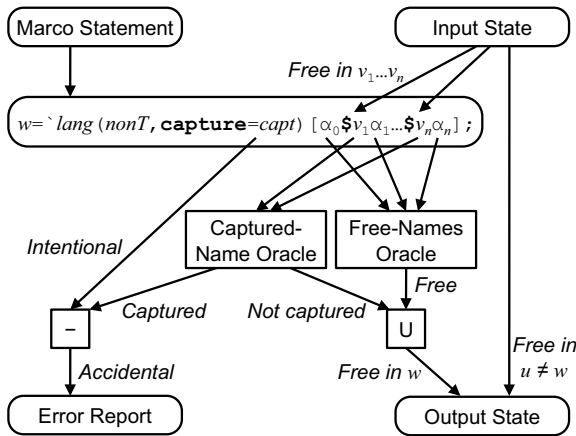 Marco Statement
Input State
Free in v₁…vₙ
w=`lang(nonT,capture=capt)[α₀$v₁α₁…$vₙαₙ];
Captured-
Name Oracle
Free-Names
Oracle
Intentional
Captured
Not captured
Free
−
U
Accidental
Free in w
Free in
u ≠ w
Error Report
Output State